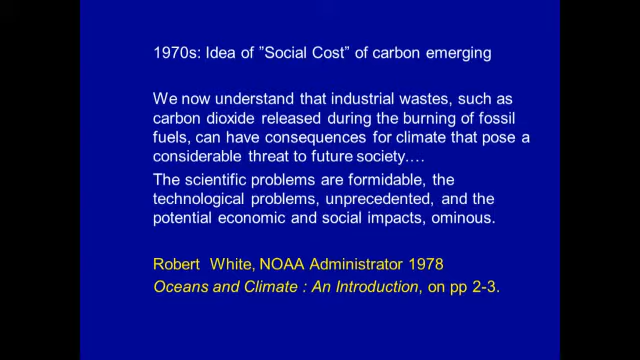 1970s: Idea of ”Social Cost” of carbon emerging
We now understand that industrial wastes, such as
carbon dioxide released during the burning of fossil
fuels, can have consequences for climate that pose a
considerable threat to future society….
The scientific problems are formidable, the
technological problems, unprecedented, and the
potential economic and social impacts, ominous.
Robert White, NOAA Administrator 1978
Oceans and Climate : An Introduction, on pp 2-3.